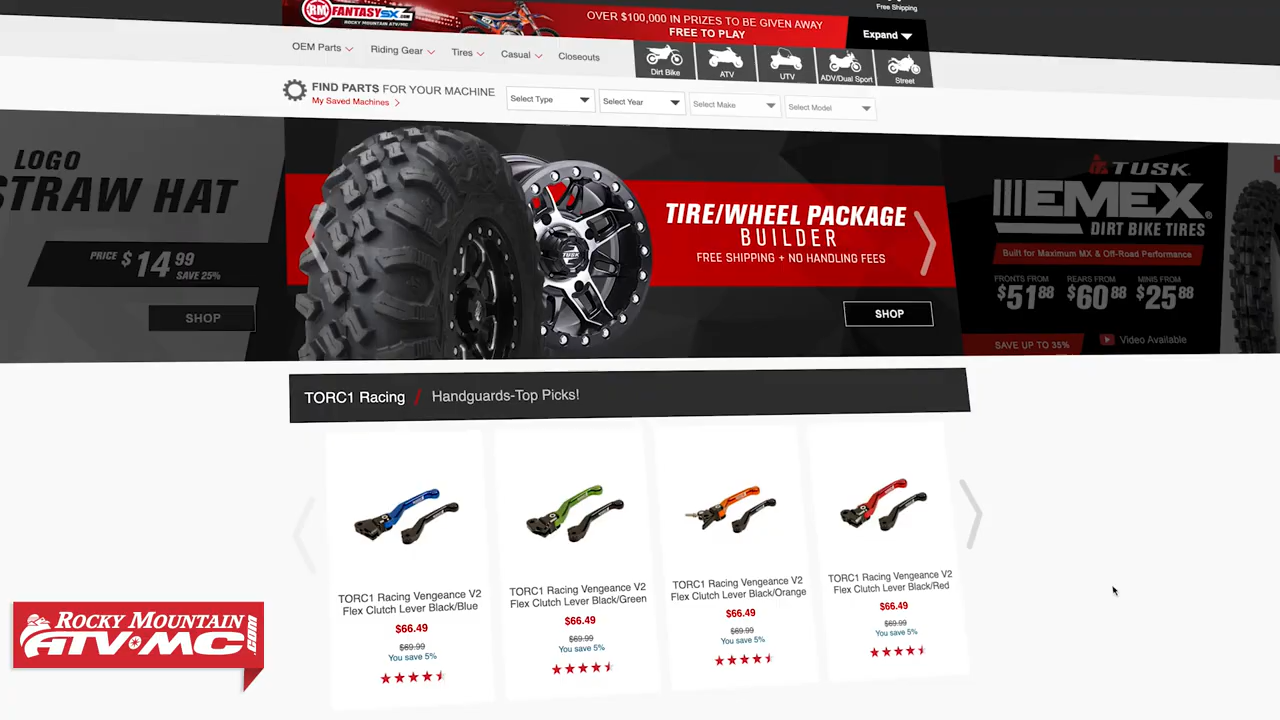 Free Shipping
RM FANTASYSX.com
ROCKY MOUNTAIN ATV/MC
OVER $100,000 IN PRIZES TO BE GIVEN AWAY
FREE TO PLAY
Expand
OEM Parts
Riding Gear
Tires
Casual
Closeouts
Dirt Bike
ATV
UTV
ADV/Dual Sport
Street
FIND PARTS FOR YOUR MACHINE
My Saved Machines
Select Type
Select Year
Select Make
Select Model
LOGO
STRAW HAT
PRICE $14 99
SAVE 25%
SHOP
TUSK
TIRE/WHEEL PACKAGE
BUILDER
FREE SHIPPING + NO HANDLING FEES
SHOP
TUSK
EMEX®
DIRT BIKE TIRES
Built for Maximum MX & Off-Road Performance
FRONTS FROM
$51 88
REARS FROM
$60 88
MINIS FROM
$25 88
SAVE UP TO 35%
Video Available
TORC1 Racing / Handguards-Top Picks!
TORC1 Racing Vengeance V2
Flex Clutch Lever Black/Blue
$66.49
$69.99
You save 5%
TORC1 Racing Vengeance V2
Flex Clutch Lever Black/Green
$66.49
$69.99
You save 5%
TORC1 Racing Vengeance V2
Flex Clutch Lever Black/Orange
$66.49
$69.99
You save 5%
TORC1 Racing Vengeance V2
Flex Clutch Lever Black/Red
$66.49
$69.99
You save 5%
ROCKY MOUNTAIN
ATV•MC.com